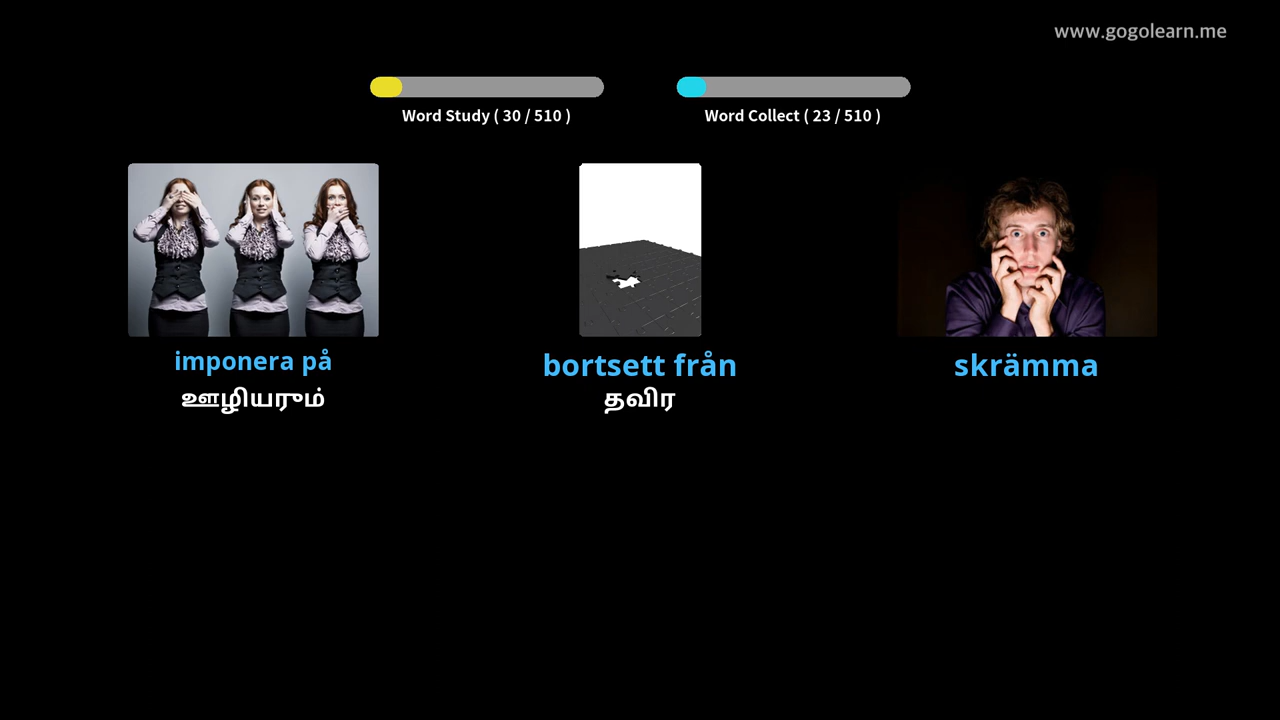 www.gogolearn.me
Word Study ( 30 / 510 )
Word Collect ( 23 / 510 )
imponera på
ஊழியரும்
bortsett från
தவிர
skrämma